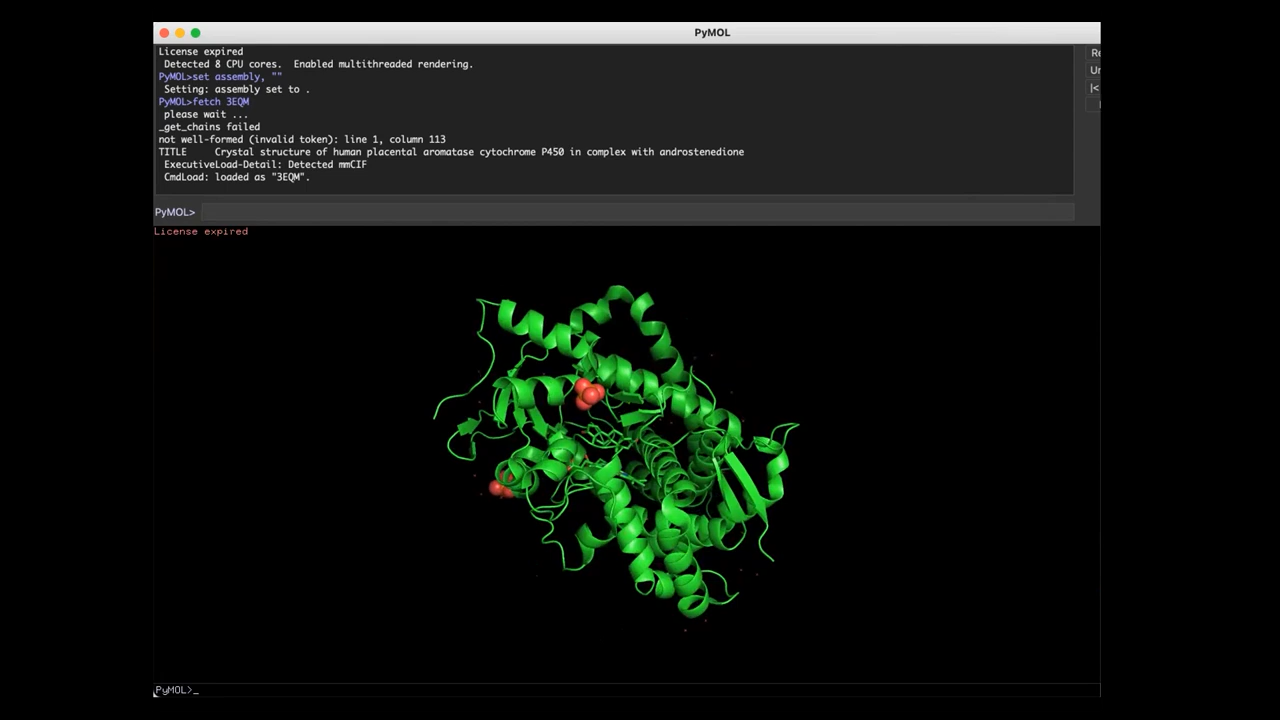 PyMOL
License expired
Detected 8 CPU cores.  Enabled multithreaded rendering.
PyMOL>set assembly, ""
Setting: assembly set to .
PyMOL>fetch 3EQM
please wait ...
_get_chains failed
not well-formed (invalid token): line 1, column 113
TITLE     Crystal structure of human placental aromatase cytochrome P450 in complex with androstenedione
ExecutiveLoad-Detail: Detected mmCIF
CmdLoad: loaded as "3EQM".
Re
Un
|<
PyMOL>
License expired
PyMOL>_